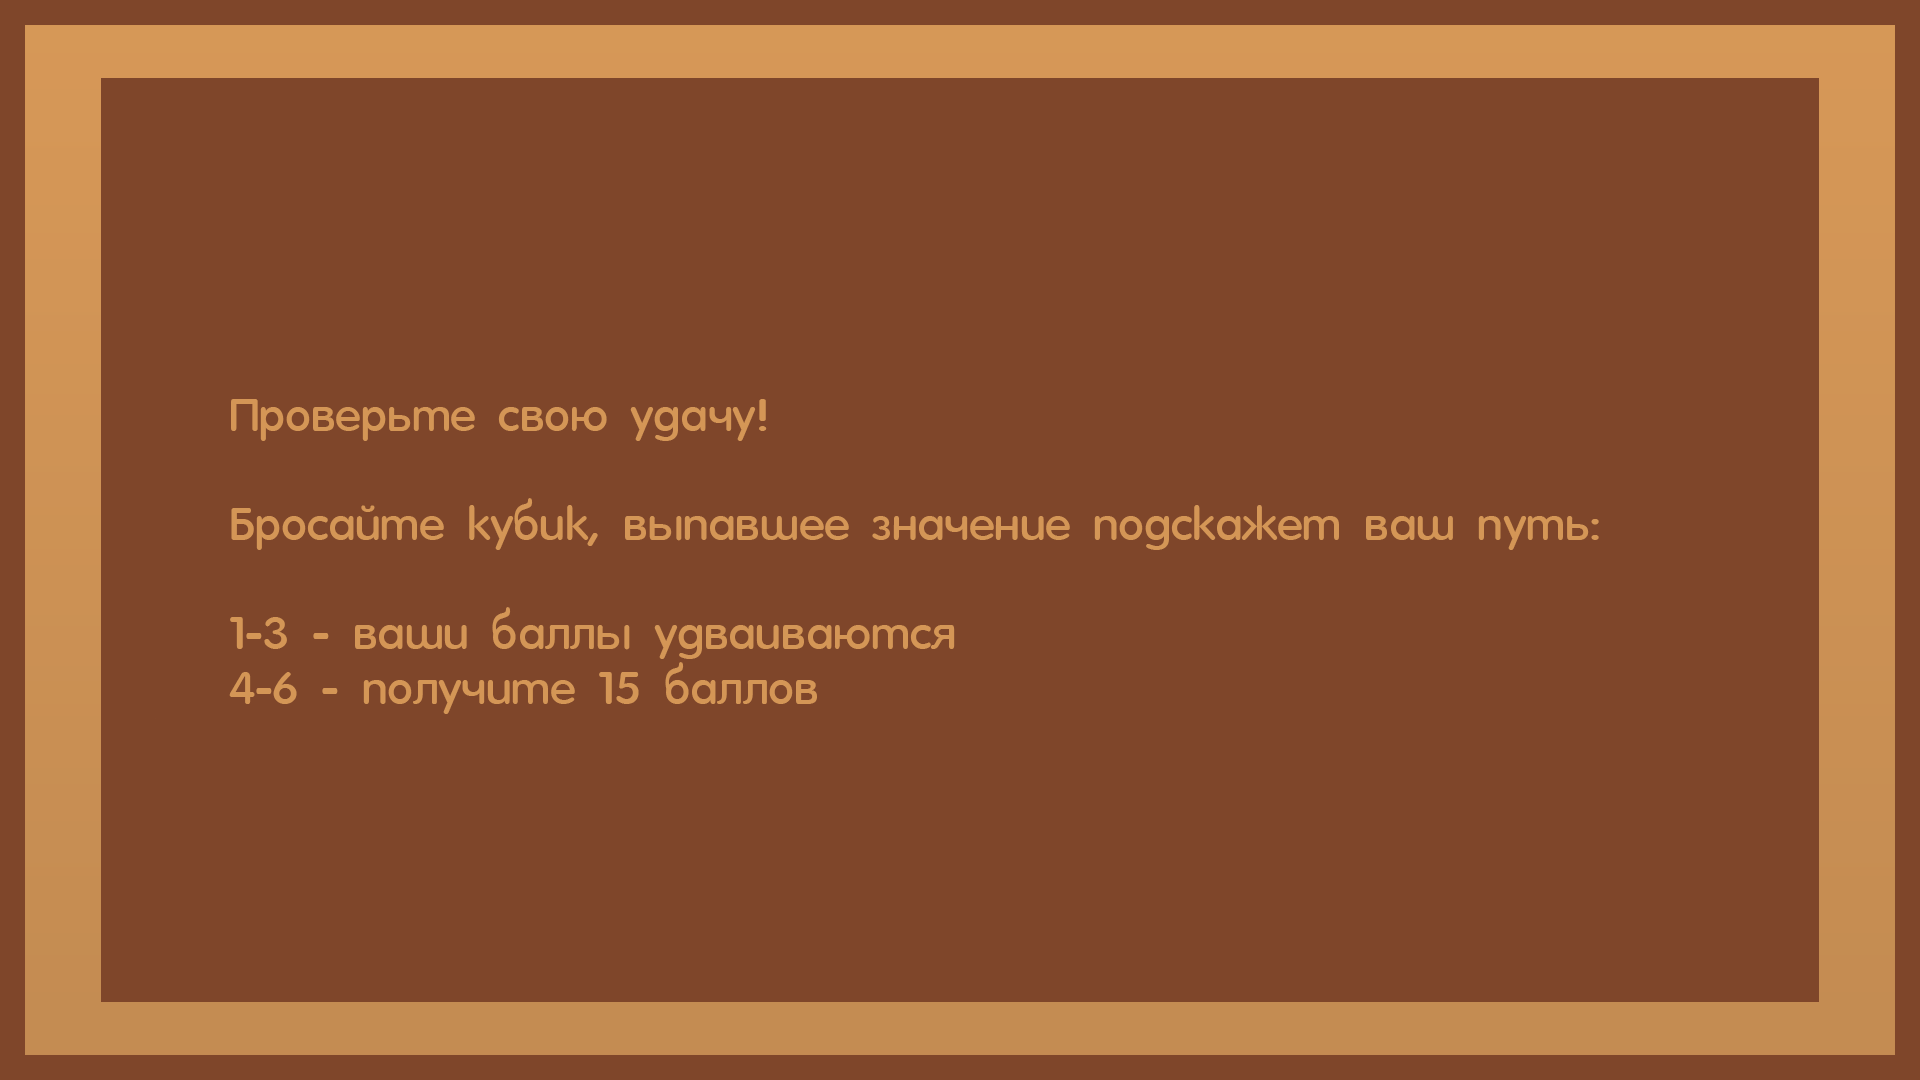 Проверьте свою удачу!
Бросайте кубик, выпавшее значение подскажет ваш путь:
1-3 - ваши баллы удваиваются
4-6 - получите 15 баллов